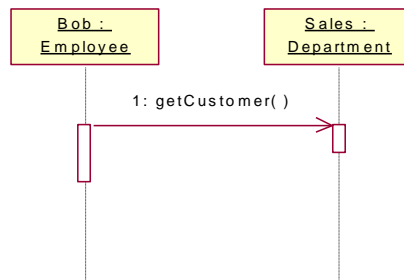 Bob :
Employee
Sales :
Department
1: getCustomer( )